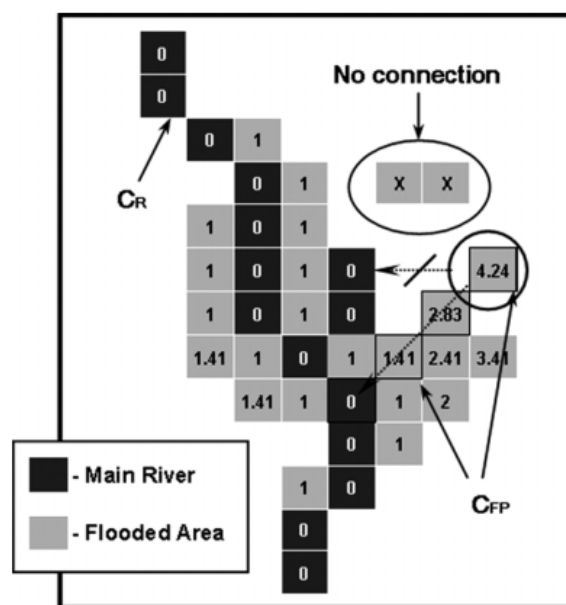 0
No connection
0
0 1
0 1 X X
CR
1 0 1
1 0 1 0 4.24
1 0 1 0 2.83
1.41 1 0 1 1.41 2.41 3.41
1.41 1 0 1 2
0 1
- Main River
1 0
CFP
- Flooded Area
0
0